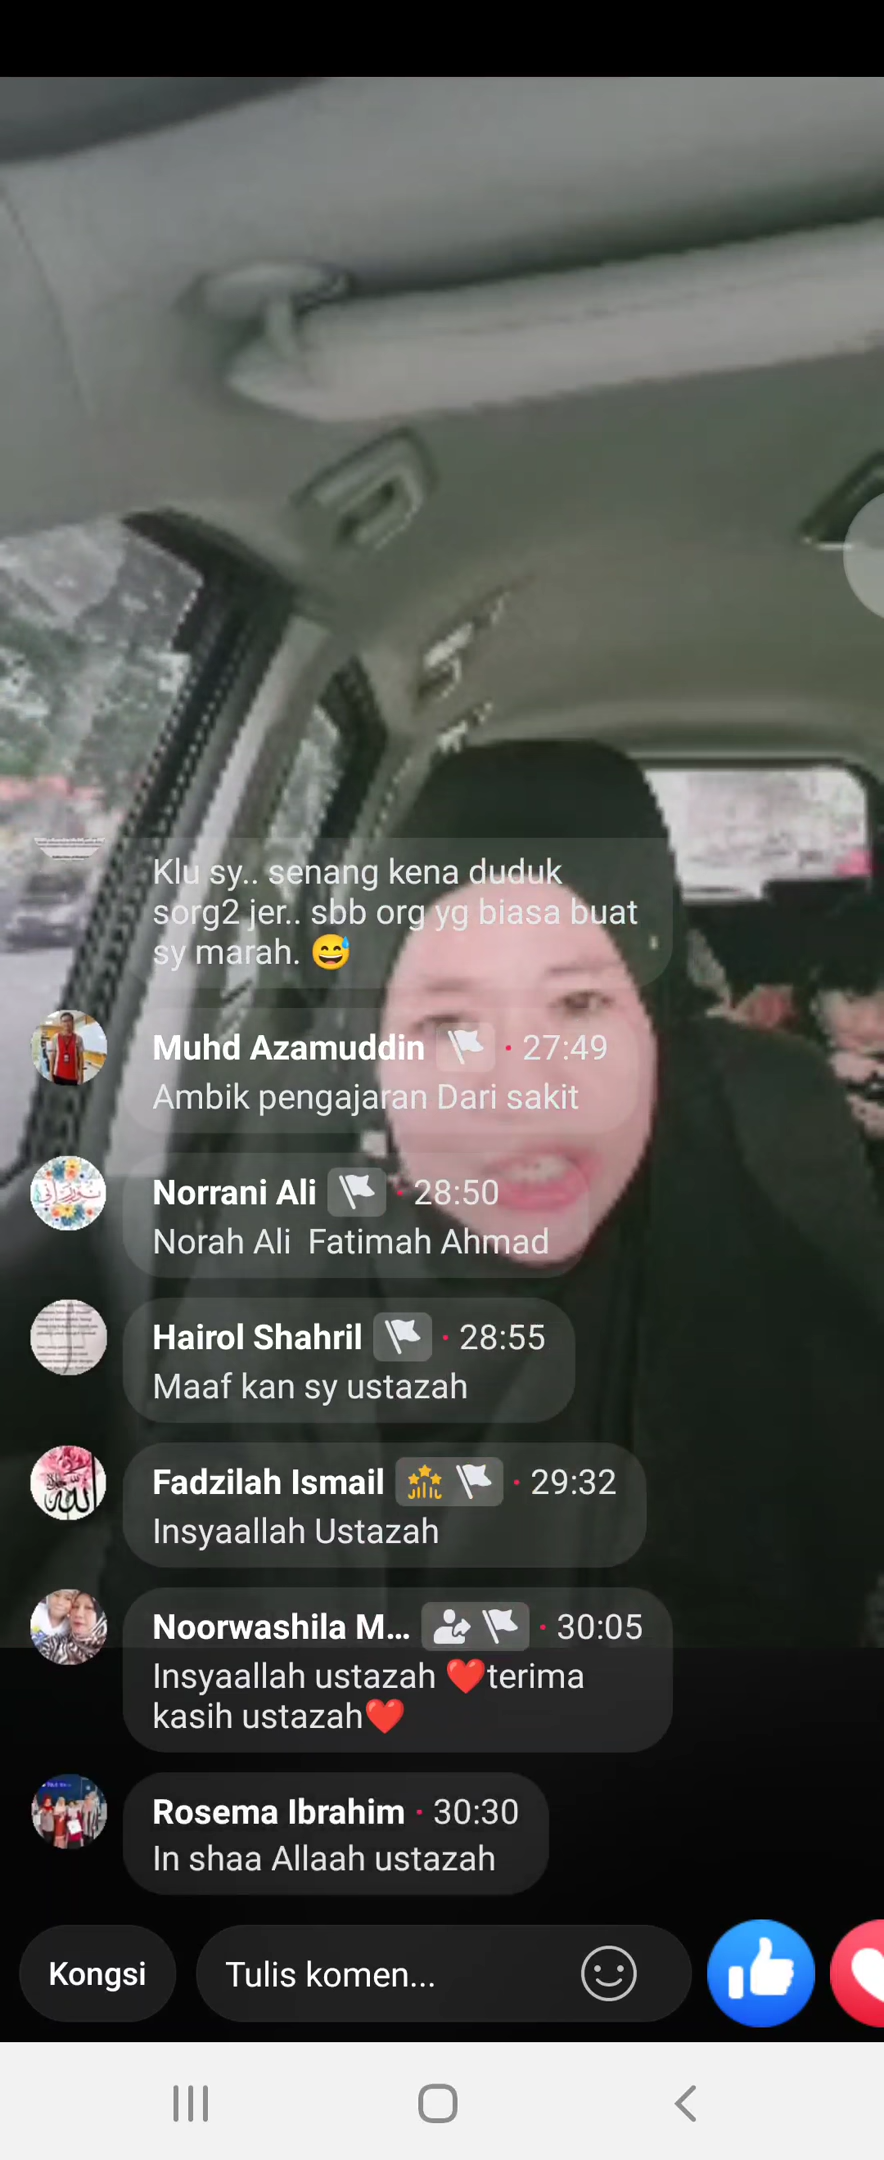 Klu sy.. senang kena duduk
sorg2 jer.. sbb org yg biasa buat
sy marah. 😅
Muhd Azamuddin · 27:49
Ambik pengajaran Dari sakit
Norrani Ali · 28:50
Norah Ali Fatimah Ahmad
Hairol Shahril · 28:55
Maaf kan sy ustazah
Fadzilah Ismail · 29:32
Insyaallah Ustazah
Noorwashila M... · 30:05
Insyaallah ustazah ❤️terima
kasih ustazah❤️
Rosema Ibrahim · 30:30
In shaa Allaah ustazah
Kongsi
Tulis komen...